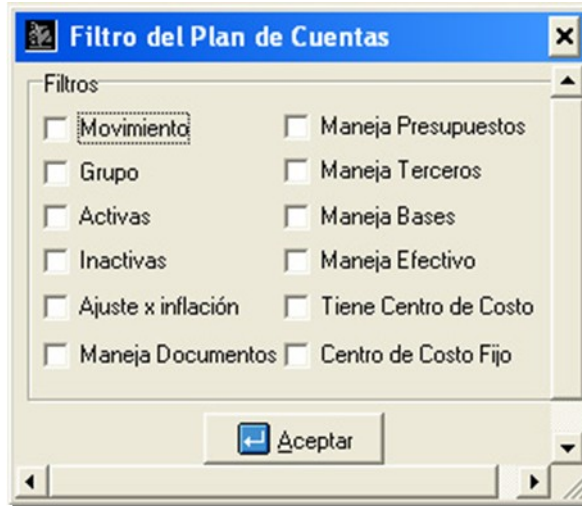 Filtro del Plan de Cuentas
Filtros
Movimiento
Maneja Presupuestos
Grupo
Maneja Terceros
Activas
Maneja Bases
Inactivas
Maneja Efectivo
Ajuste x inflación
Tiene Centro de Costo
Maneja Documentos
Centro de Costo Fijo
Aceptar